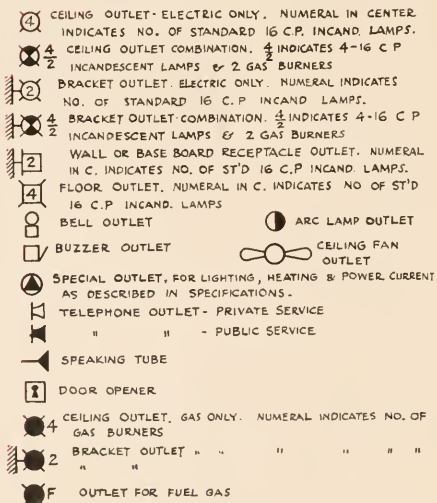 4 CEILING OUTLET - ELECTRIC ONLY. NUMERAL IN CENTER
INDICATES NO. OF STANDARD 16 C.P. INCAND. LAMPS.
4/2 CEILING OUTLET COMBINATION. 4/2 INDICATES 4-16 C P
INCANDESCENT LAMPS & 2 GAS BURNERS
2 BRACKET OUTLET. ELECTRIC ONLY. NUMERAL INDICATES
NO. OF STANDARD 16 C.P INCAND LAMPS.
4/2 BRACKET OUTLET COMBINATION. 4/2 INDICATES 4-16 C P
INCANDESCENT LAMPS & 2 GAS BURNERS
2 WALL OR BASE BOARD RECEPTACLE OUTLET. NUMERAL
IN C. INDICATES NO. OF ST'D 16 C.P INCAND. LAMPS.
4 FLOOR OUTLET. NUMERAL IN C. INDICATES NO OF ST'D
16 C.P INCAND. LAMPS
BELL OUTLET
ARC LAMP OUTLET
BUZZER OUTLET
CEILING FAN
OUTLET
SPECIAL OUTLET, FOR LIGHTING, HEATING & POWER CURRENT
AS DESCRIBED IN SPECIFICATIONS.
TELEPHONE OUTLET - PRIVATE SERVICE
" " - PUBLIC SERVICE
SPEAKING TUBE
DOOR OPENER
4 CEILING OUTLET. GAS ONLY. NUMERAL INDICATES NO. OF
GAS BURNERS
2 BRACKET OUTLET " " " " " "
" "
F OUTLET FOR FUEL GAS